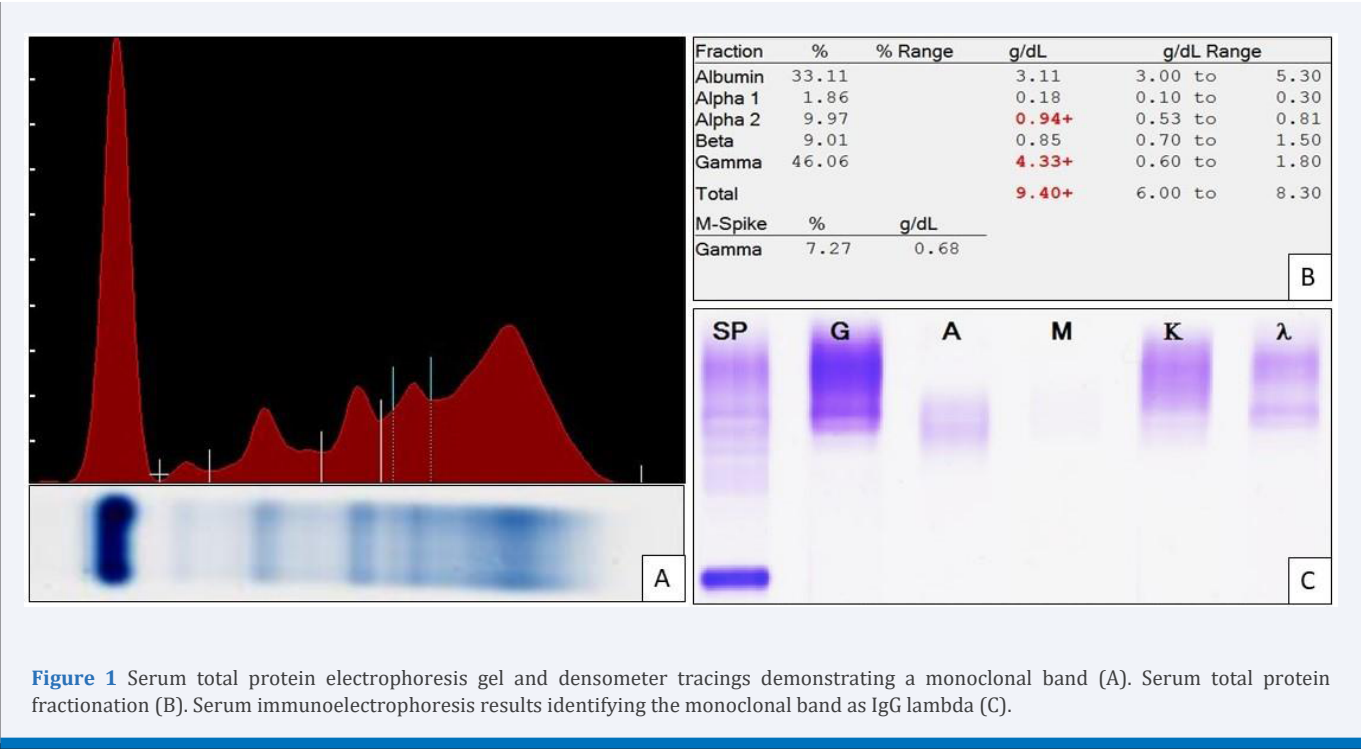 Fraction % % Range g/dL g/dL Range
Albumin 33.11 3.11 3.00 to 5.30
Alpha 1 1.86 0.18 0.10 to 0.30
Alpha 2 9.97 0.94+ 0.53 to 0.81
Beta 9.01 0.85 0.70 to 1.50
Gamma 46.06 4.33+ 0.60 to 1.80
Total 9.40+ 6.00 to 8.30
M-Spike % g/dL
Gamma 7.27 0.68
B
SP G A M K λ
A
C
Figure 1 Serum total protein electrophoresis gel and densometer tracings demonstrating a monoclonal band (A). Serum total protein
fractionation (B). Serum immunoelectrophoresis results identifying the monoclonal band as IgG lambda (C).